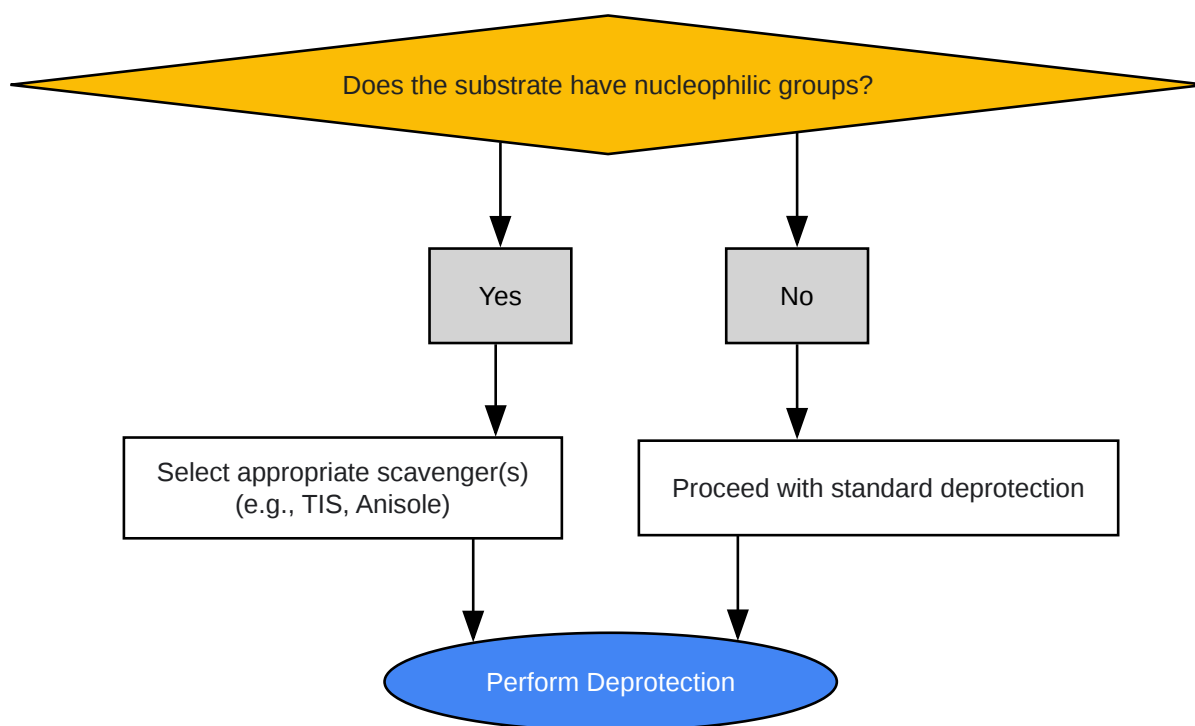 Does the substrate have nucleophilic groups?
Yes
No
Select appropriate scavenger(s)
(e.g., TIS, Anisole)
Proceed with standard deprotection
Perform Deprotection